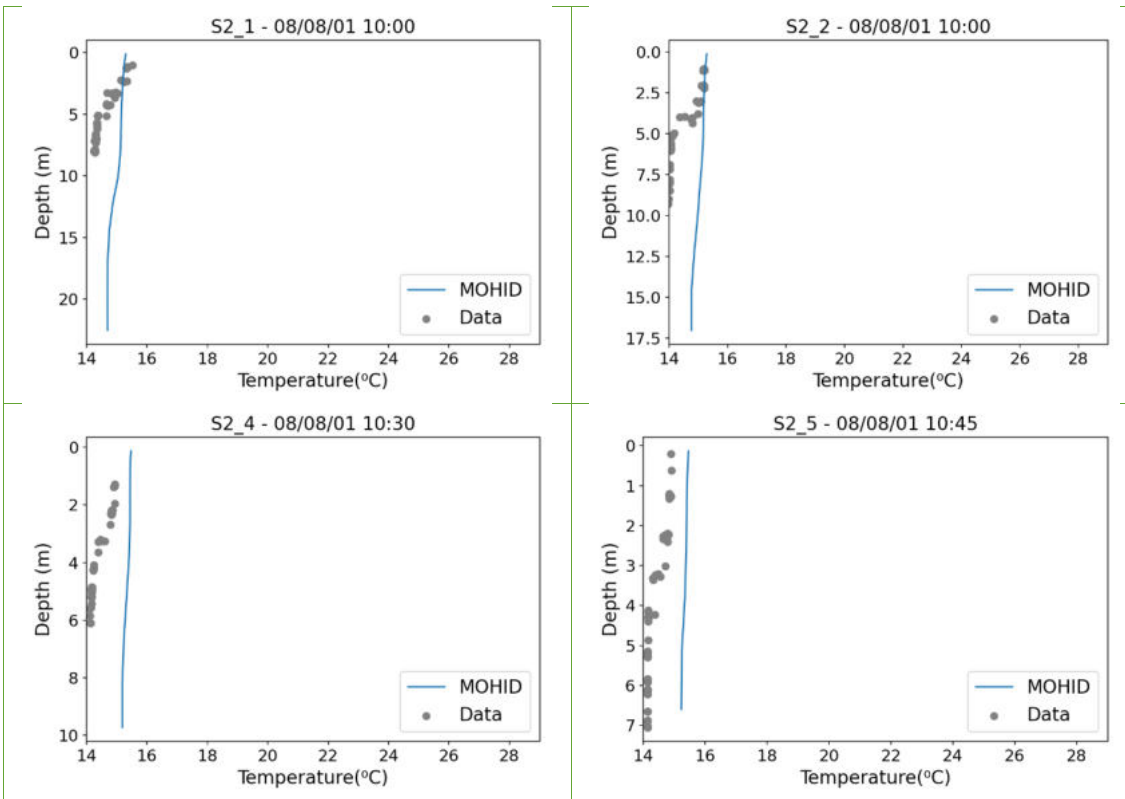 S2_1 - 08/08/01 10:00
0
5
10
15
20
Depth (m)
14 16 18 20 22 24 26 28
Temperature(⁰C)
MOHID
Data
S2_2 - 08/08/01 10:00
0.0
2.5
5.0
7.5
10.0
12.5
15.0
17.5
Depth (m)
14 16 18 20 22 24 26 28
Temperature(⁰C)
MOHID
Data
S2_4 - 08/08/01 10:30
0
2
4
6
8
10
Depth (m)
14 16 18 20 22 24 26 28
Temperature(⁰C)
MOHID
Data
S2_5 - 08/08/01 10:45
0
1
2
3
4
5
6
7
Depth (m)
14 16 18 20 22 24 26 28
Temperature(⁰C)
MOHID
Data